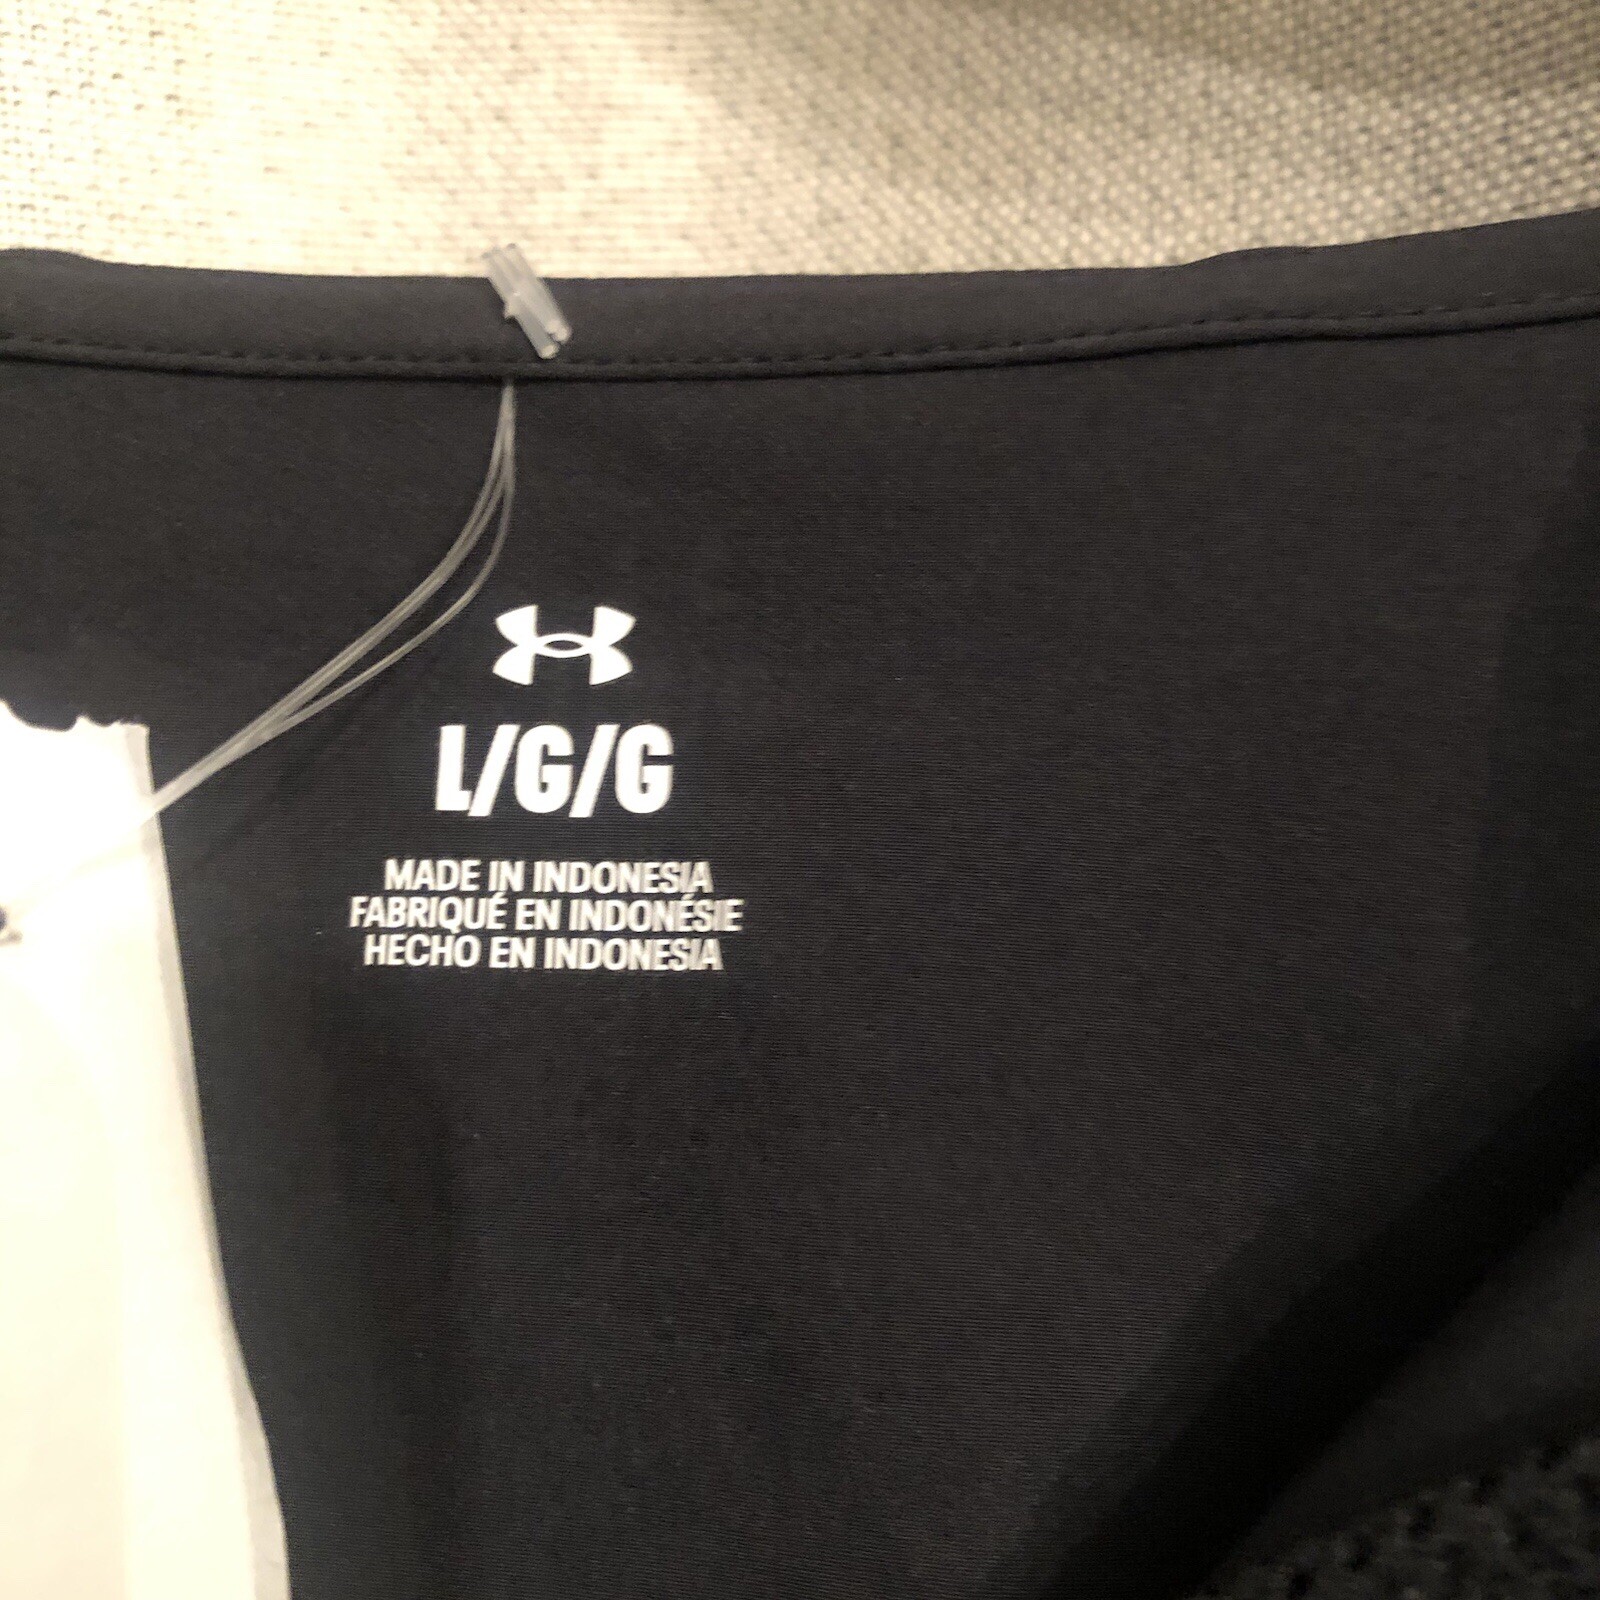 L/G/G
MADE IN INDONESIA
FABRIQUÉ EN INDONÉSIE
HECHO EN INDONESIA